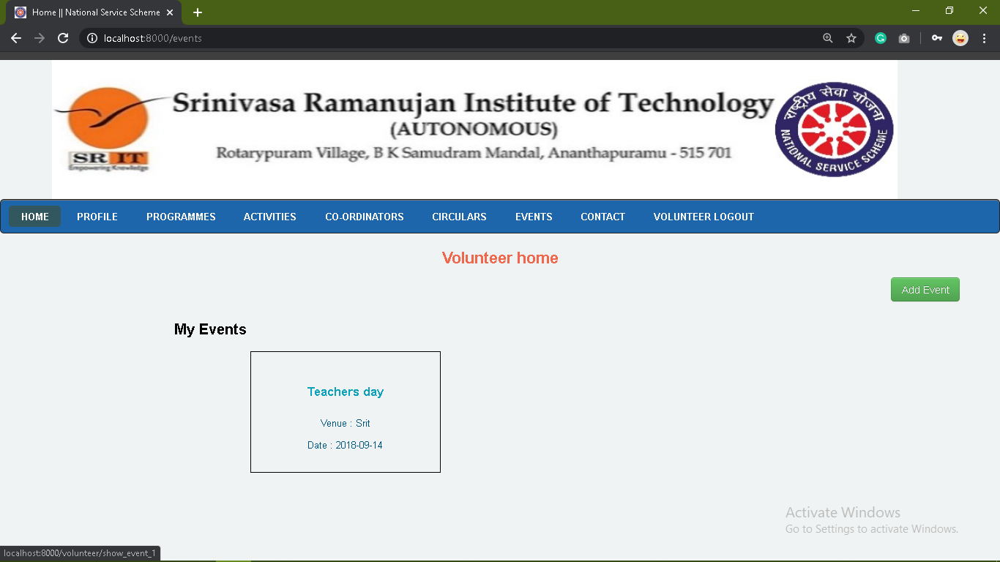 Home || National Service Scheme
localhost:8000/events
Srinivasa Ramanujan Institute of Technology
(AUTONOMOUS)
Rotarypuram Village, B K Samudram Mandal, Ananthapuramu - 515 701
SR IT
Empowering Knowledge
राष्ट्रीय सेवा योजना
NATIONAL SERVICE SCHEME
HOME PROFILE PROGRAMMES ACTIVITIES CO-ORDINATORS CIRCULARS EVENTS CONTACT VOLUNTEER LOGOUT
Volunteer home
Add Event
My Events
Teachers day
Venue : Srit
Date : 2018-09-14
Activate Windows
Go to Settings to activate Windows.
localhost:8000/volunteer/show_event_1